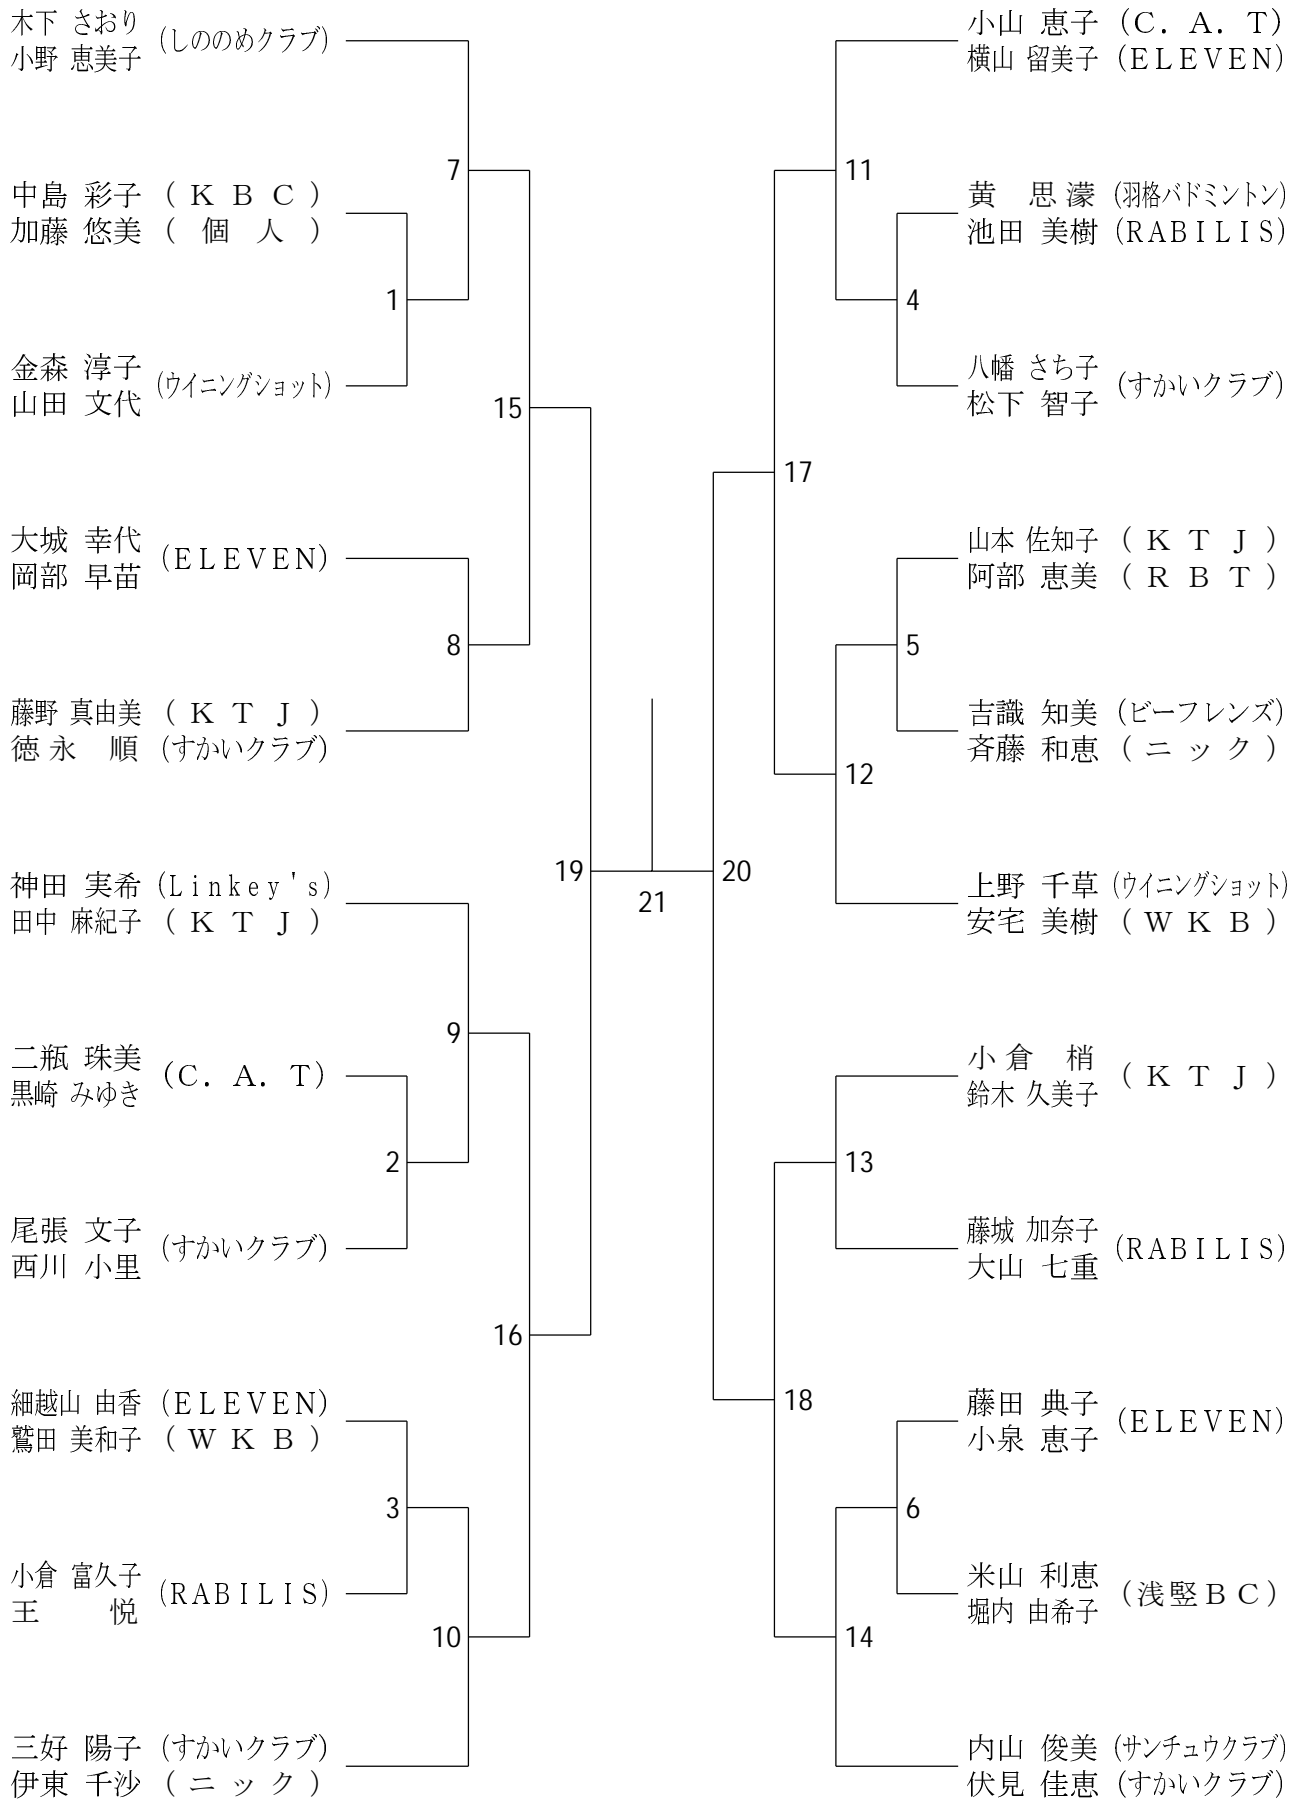 木下 さおり (しののめクラブ)
小野 恵美子
7
中島 彩子 (ＫＢＣ)
加藤 悠美 (個人)
1
金森 淳子 (ウイニングショット)
山田 文代
15
大城 幸代 (ELEVEN)
岡部 早苗
8
藤野 真由美 (ＫＴＪ)
徳永 順 (すかいクラブ)
19
神田 実希 (Linkey's)
田中 麻紀子 (ＫＴＪ)
9
二瓶 珠美 (C．A．T)
黒崎 みゆき
2
尾張 文子 (すかいクラブ)
西川 小里
16
細越山 由香 (ELEVEN)
鷲田 美和子 (ＷＫＢ)
3
小倉 富久子 (RABILIS)
王 悦
10
三好 陽子 (すかいクラブ)
伊東 千沙 (ニック)
21
小山 恵子 (C．A．T)
横山 留美子 (ELEVEN)
11
黄 思濛 (羽格バドミントン)
池田 美樹 (RABILIS)
4
八幡 さち子 (すかいクラブ)
松下 智子
17
山本 佐知子 (ＫＴＪ)
阿部 恵美 (ＲＢＴ)
5
吉識 知美 (ビーフレンズ)
斉藤 和恵 (ニック)
12
20
上野 千草 (ウイニングショット)
安宅 美樹 (ＷＫＢ)
小倉 梢 (ＫＴＪ)
鈴木 久美子
13
藤城 加奈子 (RABILIS)
大山 七重
18
藤田 典子 (ELEVEN)
小泉 恵子
6
米山 利恵 (浅竪ＢＣ)
堀内 由希子
14
内山 俊美 (サンチュウクラブ)
伏見 佳恵 (すかいクラブ)